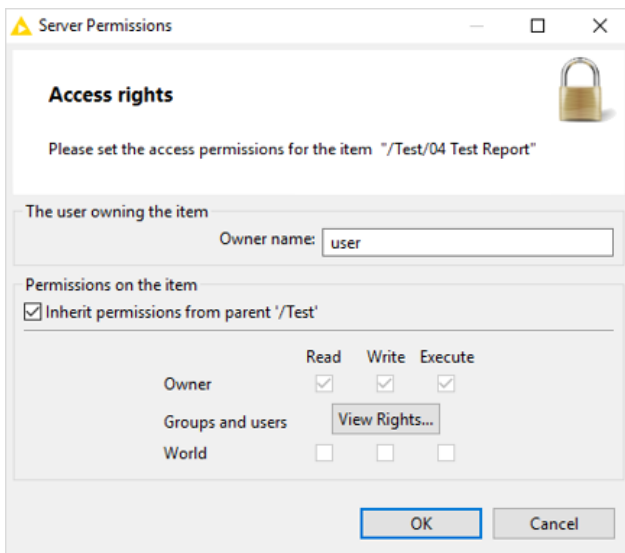 Server Permissions
Access rights
Please set the access permissions for the item "/Test/04 Test Report"
The user owning the item
Owner name: user
Permissions on the item
Inherit permissions from parent '/Test'
Read Write Execute
Owner
Groups and users View Rights...
World
OK Cancel